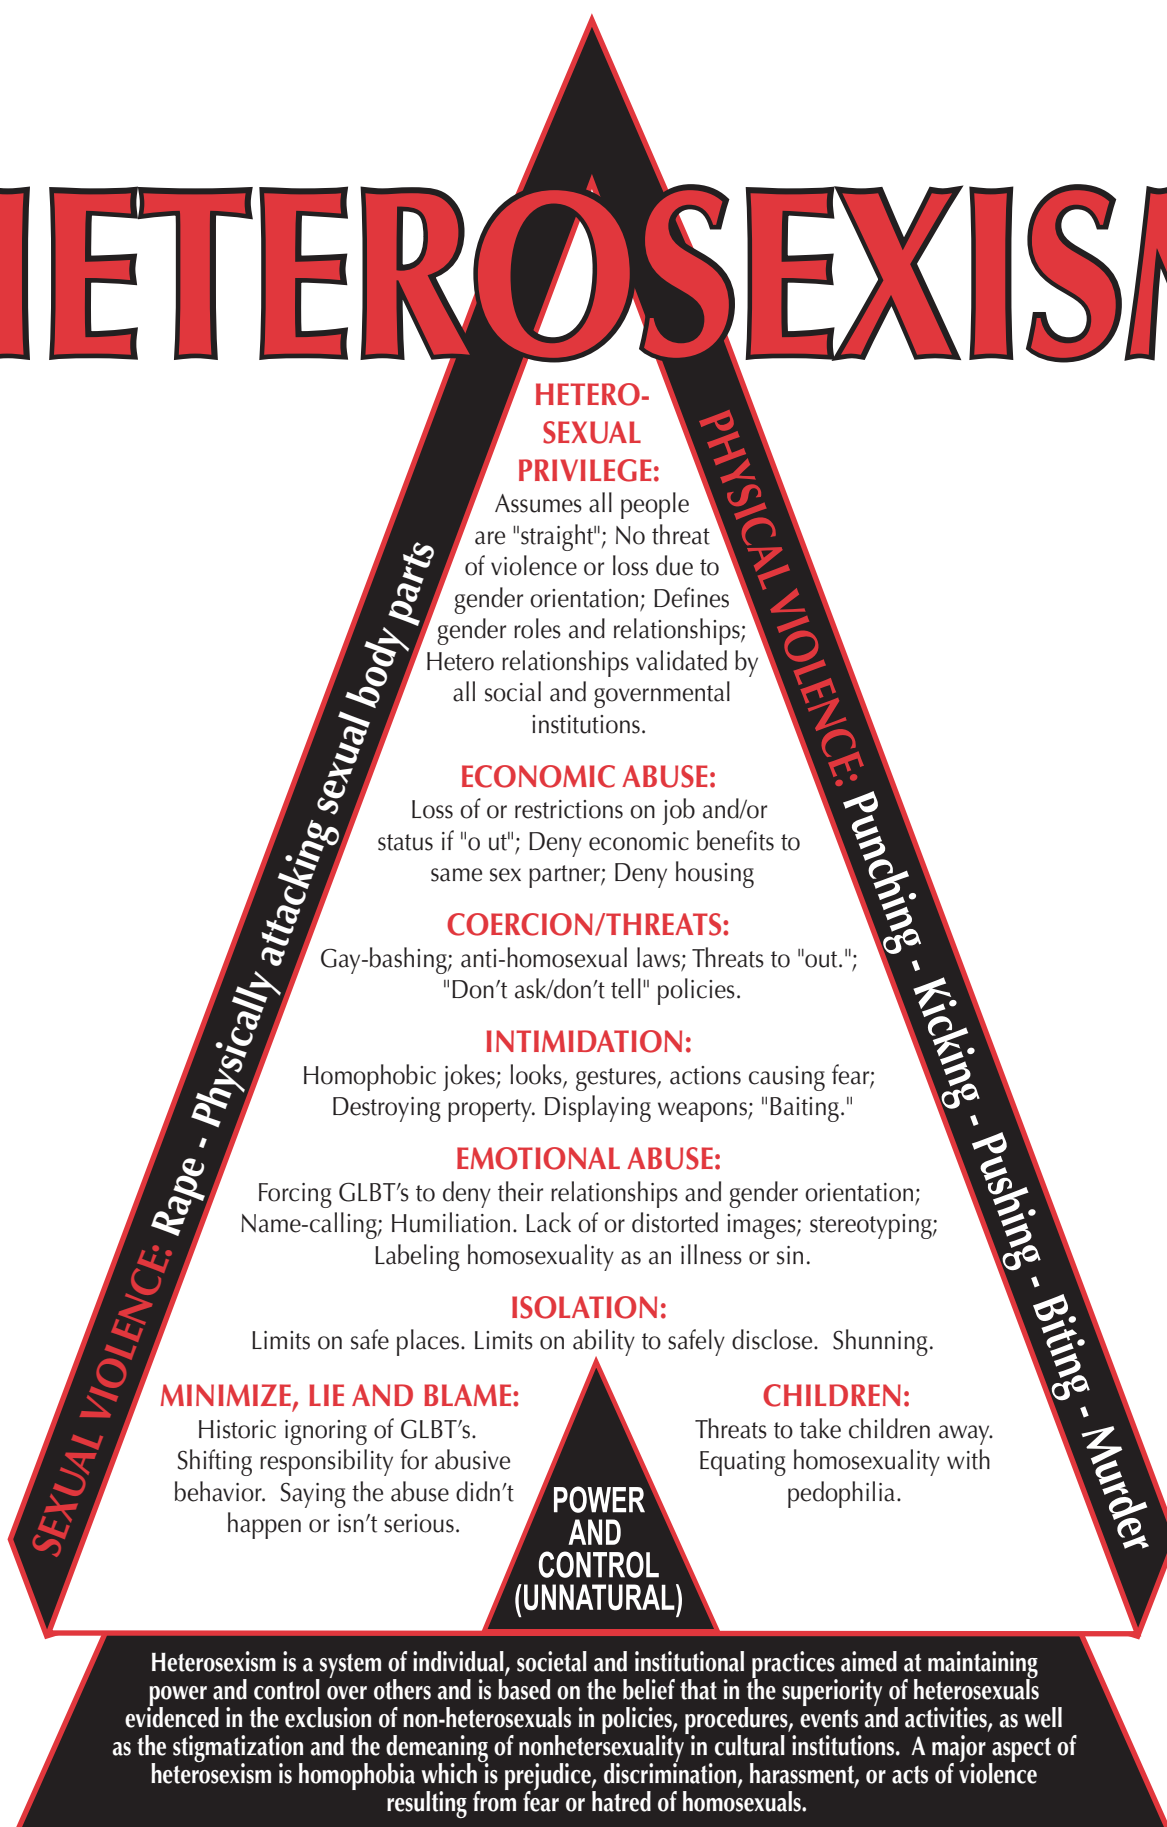 HETEROSEXISM
HETERO-
SEXUAL
PRIVILEGE:
Assumes all people
are "straight"; No threat
of violence or loss due to
gender orientation; Defines
gender roles and relationships;
Hetero relationships validated by
all social and governmental
institutions.
ECONOMIC ABUSE:
Loss of or restrictions on job and/or
status if "o ut"; Deny economic benefits to
same sex partner; Deny housing
COERCION/THREATS:
Gay-bashing; anti-homosexual laws; Threats to "out.";
"Don't ask/don't tell" policies.
INTIMIDATION:
Homophobic jokes; looks, gestures, actions causing fear;
Destroying property. Displaying weapons; "Baiting."
EMOTIONAL ABUSE:
Forcing GLBT's to deny their relationships and gender orientation;
Name-calling; Humiliation. Lack of or distorted images; stereotyping;
Labeling homosexuality as an illness or sin.
ISOLATION:
Limits on safe places. Limits on ability to safely disclose.  Shunning.
MINIMIZE, LIE AND BLAME:
Historic ignoring of GLBT's.
Shifting responsibility for abusive
behavior.  Saying the abuse didn't
happen or isn't serious.
CHILDREN:
Threats to take children away.
Equating homosexuality with
pedophilia.
SEXUAL VIOLENCE: Rape - Physically attacking sexual body parts
PHYSICAL VIOLENCE: Punching - Kicking - Pushing - Biting - Murder
POWER
AND
CONTROL
(UNNATURAL)
Heterosexism is a system of individual, societal and institutional practices aimed at maintaining
power and control over others and is based on the belief that in the superiority of heterosexuals
evidenced in the exclusion of non-heterosexuals in policies, procedures, events and activities, as well
as the stigmatization and the demeaning of nonhetersexuality in cultural institutions.  A major aspect of
heterosexism is homophobia which is prejudice, discrimination, harassment, or acts of violence
resulting from fear or hatred of homosexuals.